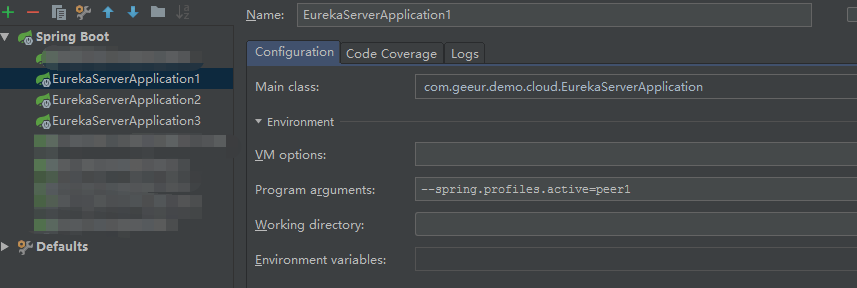 Name: EurekaServerApplication1
Spring Boot
EurekaServerApplication1
EurekaServerApplication2
EurekaServerApplication3
Defaults
Configuration Code Coverage Logs
Main class: com.geeur.demo.cloud.EurekaServerApplication
Environment
VM options:
Program arguments: --spring.profiles.active=peer1
Working directory:
Environment variables: